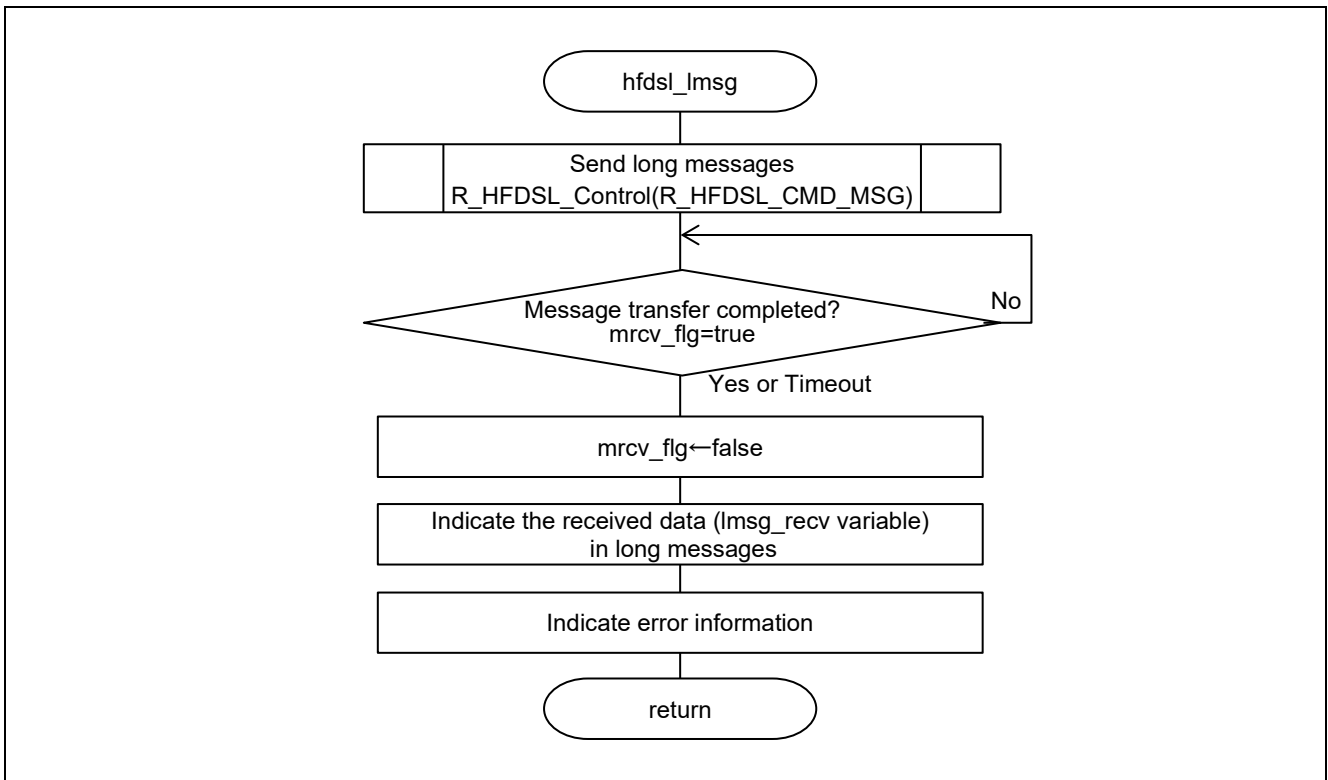 hfdsl_lmsg
Send long messages
R_HFDSL_Control(R_HFDSL_CMD_MSG)
No
Message transfer completed?
mrcv_flg=true
Yes or Timeout
mrcv_flg←false
Indicate the received data (lmsg_recv variable)
in long messages
Indicate error information
return